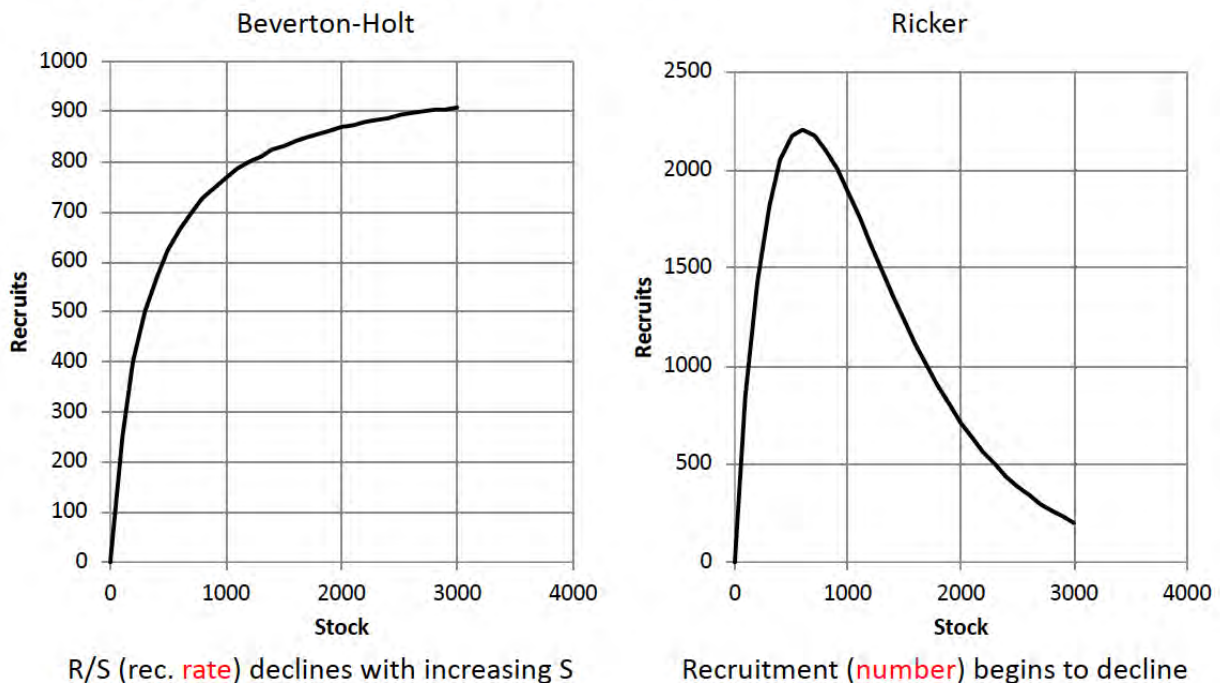 Beverton-Holt
1000
900
800
700
600
500
400
300
200
100
0
Recruits
0 1000 2000 3000 4000
Stock
R/S (rec. rate) declines with increasing S
Ricker
2500
2000
1500
1000
500
0
Recruits
0 1000 2000 3000 4000
Stock
Recruitment (number) begins to decline